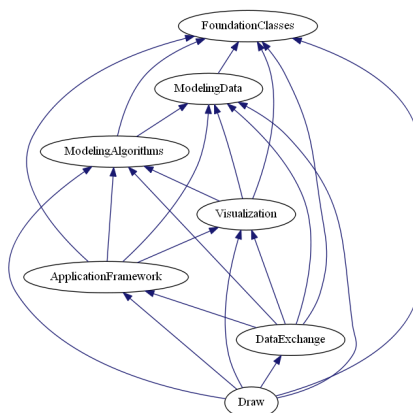 FoundationClasses
ModelingData
ModelingAlgorithms
Visualization
ApplicationFramework
DataExchange
Draw